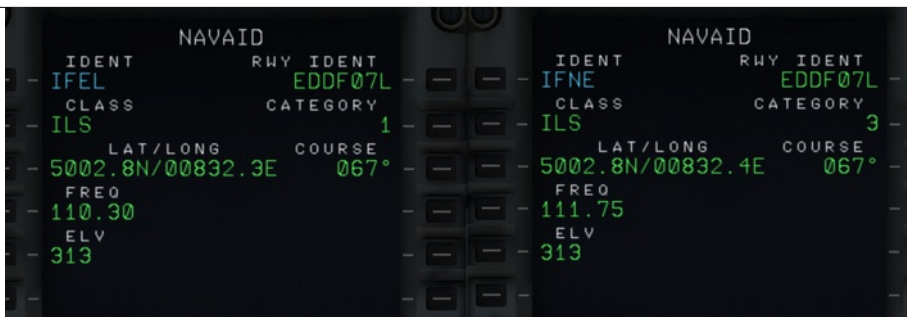 NAVAID
IDENT RWY IDENT
IFEL EDDF07L
CLASS CATEGORY
ILS 1
LAT/LONG COURSE
5002.8N/00832.3E 067°
FREQ
110.30
ELV
313
NAVAID
IDENT RWY IDENT
IFNE EDDF07L
CLASS CATEGORY
ILS 3
LAT/LONG COURSE
5002.8N/00832.4E 067°
FREQ
111.75
ELV
313